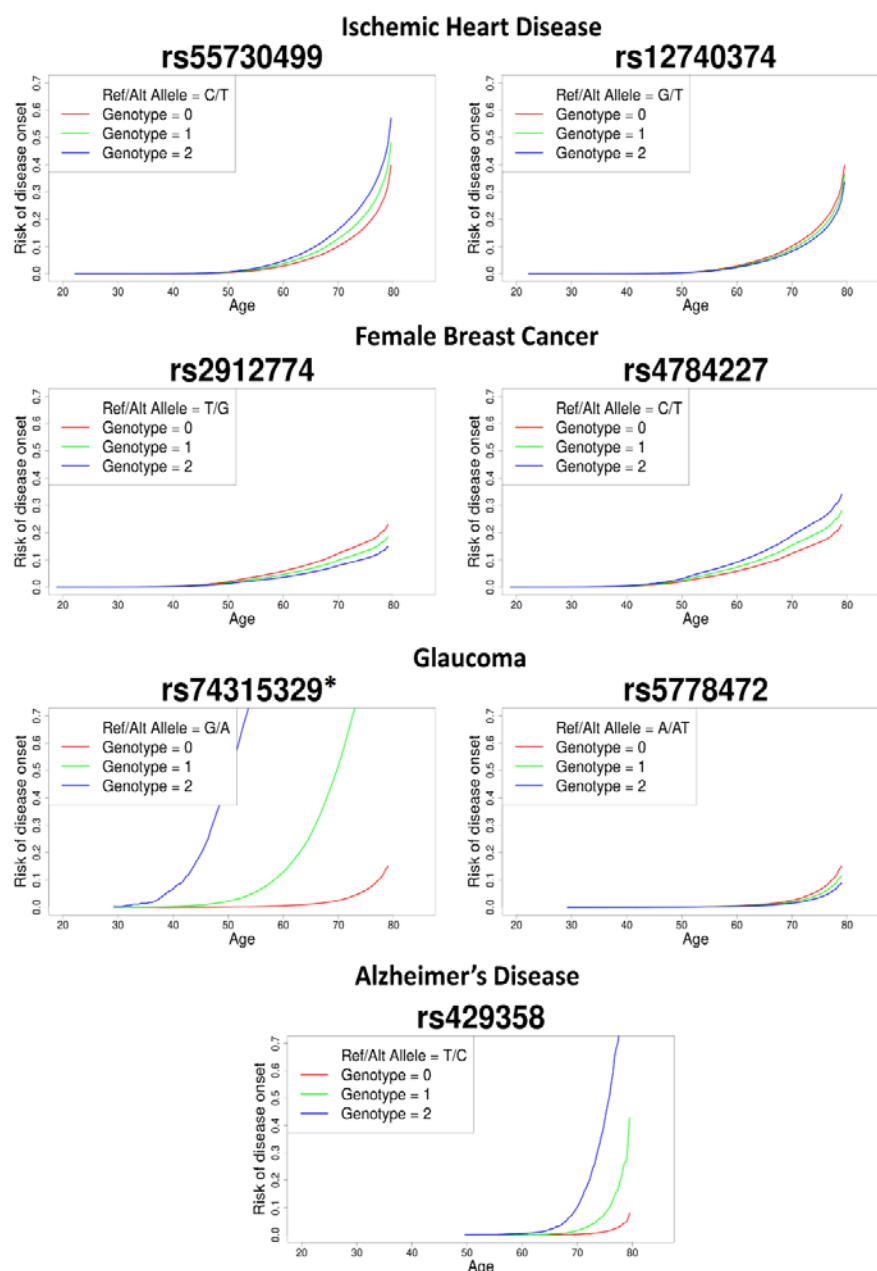 Ischemic Heart Disease
rs55730499
Risk of disease onset
0.0 0.1 0.2 0.3 0.4 0.5 0.6 0.7
Ref/Alt Allele = C/T
Genotype = 0
Genotype = 1
Genotype = 2
20 30 40 50 60 70 80
Age
rs12740374
Risk of disease onset
0.0 0.1 0.2 0.3 0.4 0.5 0.6 0.7
Ref/Alt Allele = G/T
Genotype = 0
Genotype = 1
Genotype = 2
20 30 40 50 60 70 80
Age
Female Breast Cancer
rs2912774
Risk of disease onset
0.0 0.1 0.2 0.3 0.4 0.5 0.6 0.7
Ref/Alt Allele = T/G
Genotype = 0
Genotype = 1
Genotype = 2
20 30 40 50 60 70 80
Age
rs4784227
Risk of disease onset
0.0 0.1 0.2 0.3 0.4 0.5 0.6 0.7
Ref/Alt Allele = C/T
Genotype = 0
Genotype = 1
Genotype = 2
20 30 40 50 60 70 80
Age
Glaucoma
rs74315329*
Risk of disease onset
0.0 0.1 0.2 0.3 0.4 0.5 0.6 0.7
Ref/Alt Allele = G/A
Genotype = 0
Genotype = 1
Genotype = 2
20 30 40 50 60 70 80
Age
rs5778472
Risk of disease onset
0.0 0.1 0.2 0.3 0.4 0.5 0.6 0.7
Ref/Alt Allele = A/AT
Genotype = 0
Genotype = 1
Genotype = 2
20 30 40 50 60 70 80
Age
Alzheimer's Disease
rs429358
Risk of disease onset
0.0 0.1 0.2 0.3 0.4 0.5 0.6 0.7
Ref/Alt Allele = T/C
Genotype = 0
Genotype = 1
Genotype = 2
20 30 40 50 60 70 80
Age